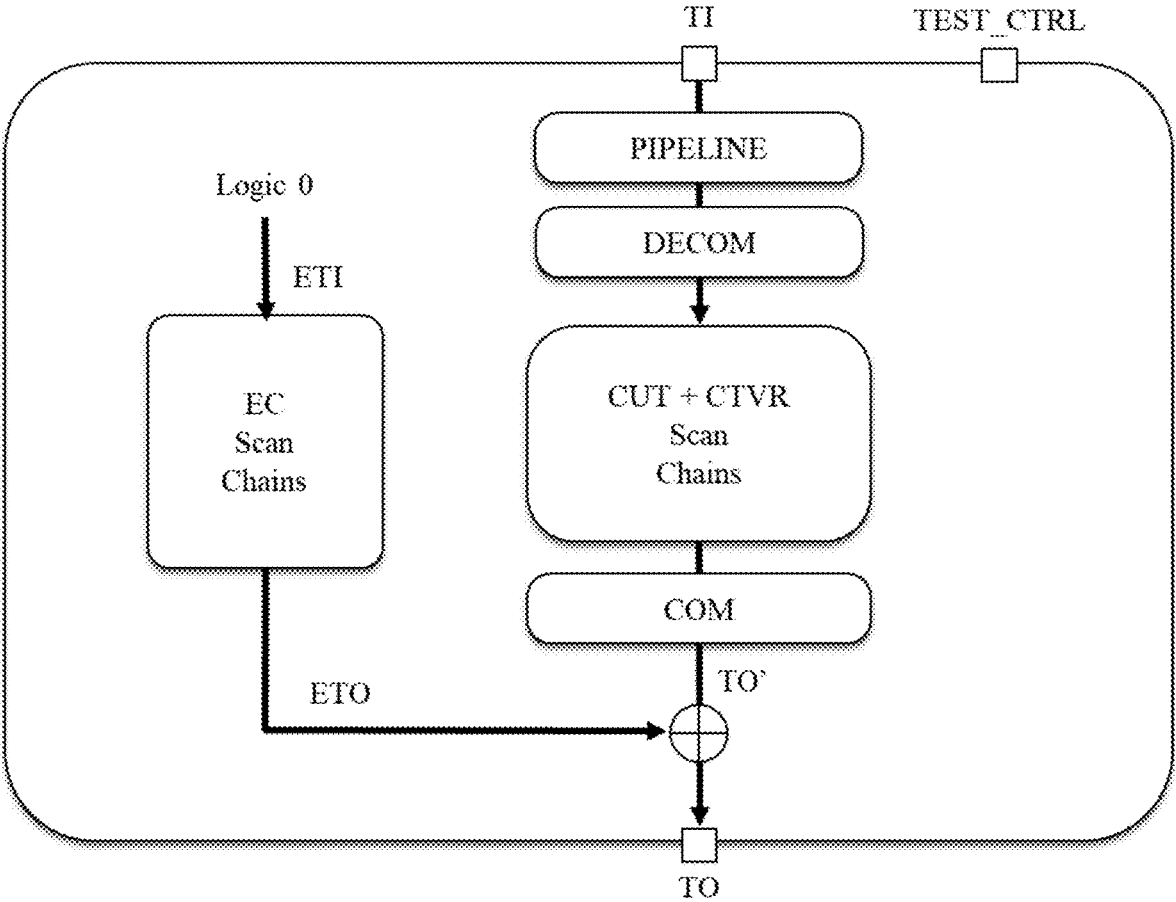 TI
TEST_CTRL
PIPELINE
Logic 0
DECOM
ETI
EC
Scan
Chains
CUT + CTVR
Scan
Chains
COM
TO`
ETO
TO